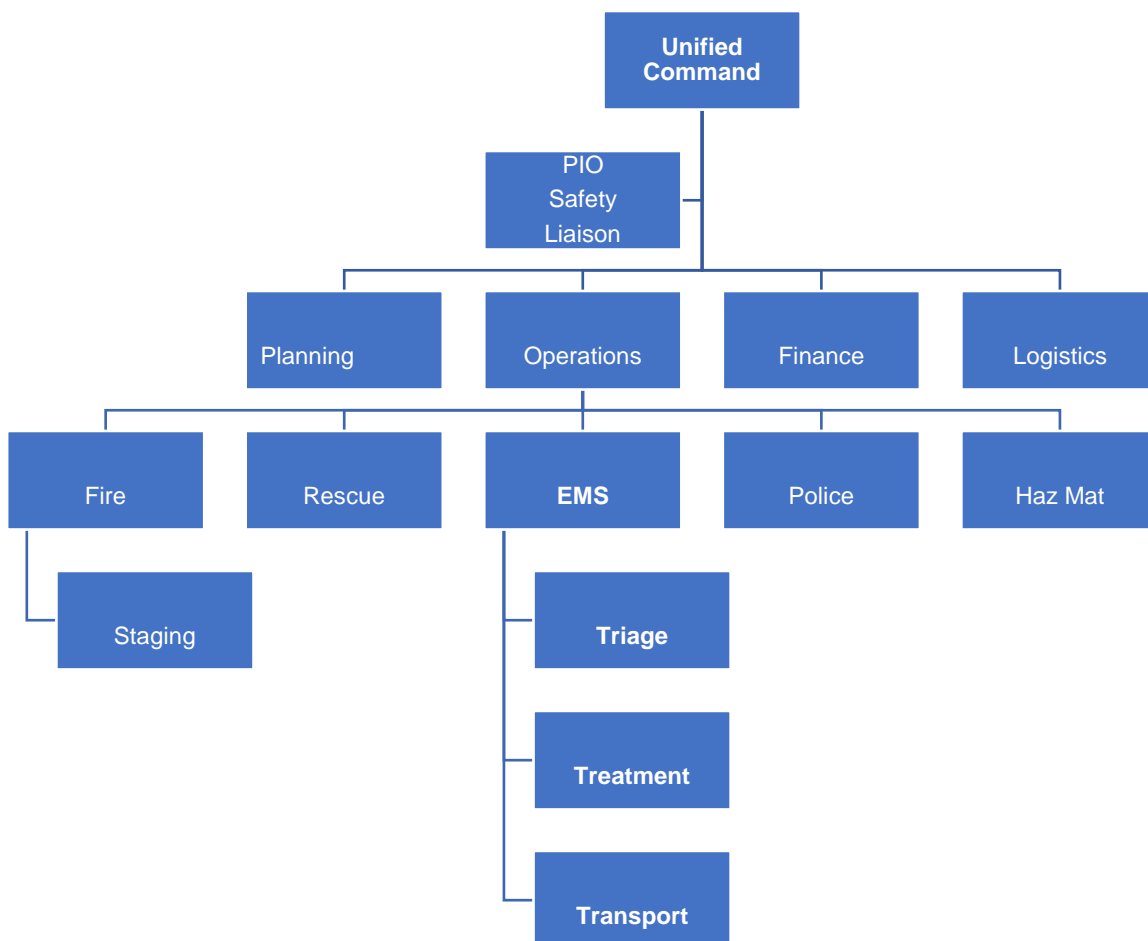 Unified
Command
PIO
Safety
Liaison
Planning
Operations
Finance
Logistics
Fire
Rescue
EMS
Police
Haz Mat
Staging
Triage
Treatment
Transport